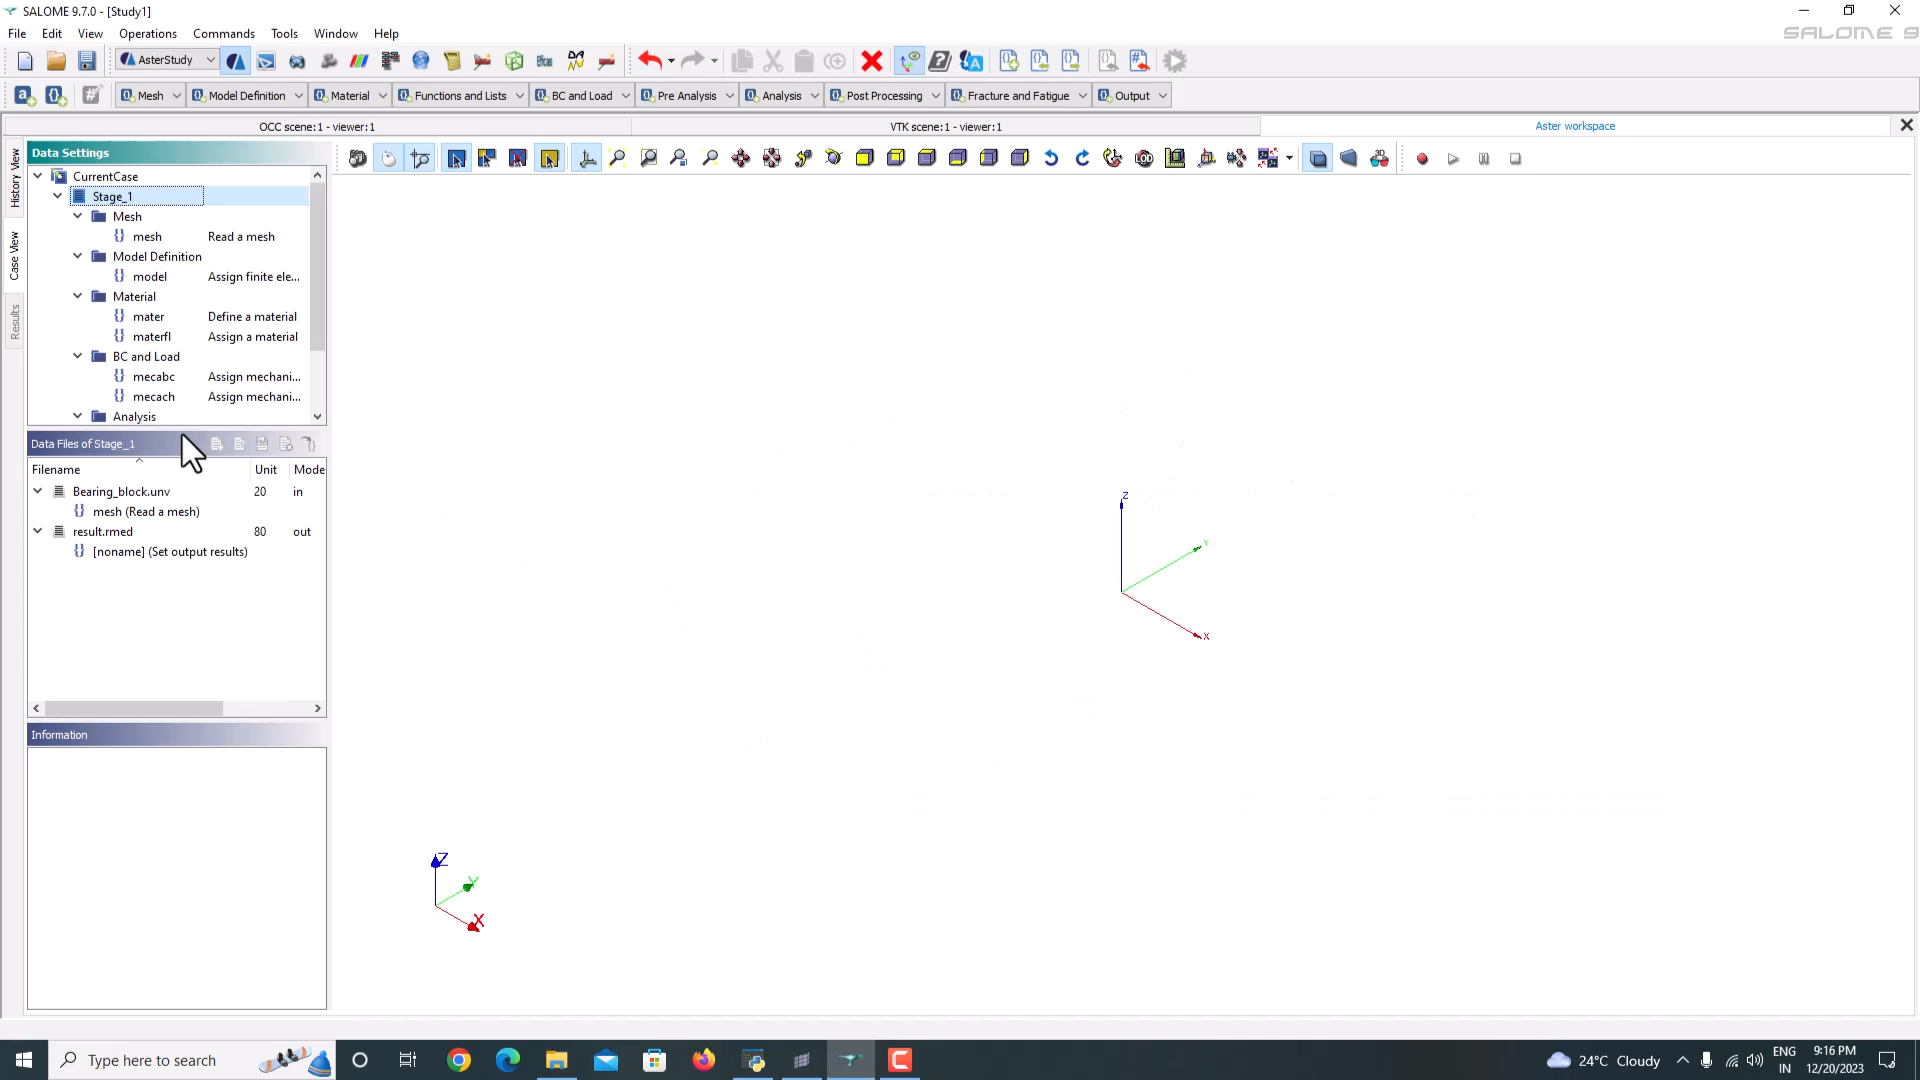 SALOME 9.7.0 - [Study1]
File Edit View Operations Commands Tools Window Help
SALOME 9
AsterStudy
Mesh Model Definition Material Functions and Lists BC and Load Pre Analysis Analysis Post Processing Fracture and Fatigue Output
OCC scene:1 - viewer:1 VTK scene:1 - viewer:1 Aster workspace
History View
Case View
Results
Data Settings
CurrentCase
Stage_1
Mesh
mesh Read a mesh
Model Definition
model Assign finite ele...
Material
mater Define a material
materfl Assign a material
BC and Load
mecabc Assign mechani...
mecach Assign mechani...
Analysis
Data Files of Stage_1
Filename Unit Mode
Bearing_block.unv 20 in
mesh (Read a mesh)
result.rmed 80 out
[noname] (Set output results)
Information
Z
Y
X
Z
Y
X
Type here to search
24°C Cloudy
ENG
IN
9:16 PM
12/20/2023